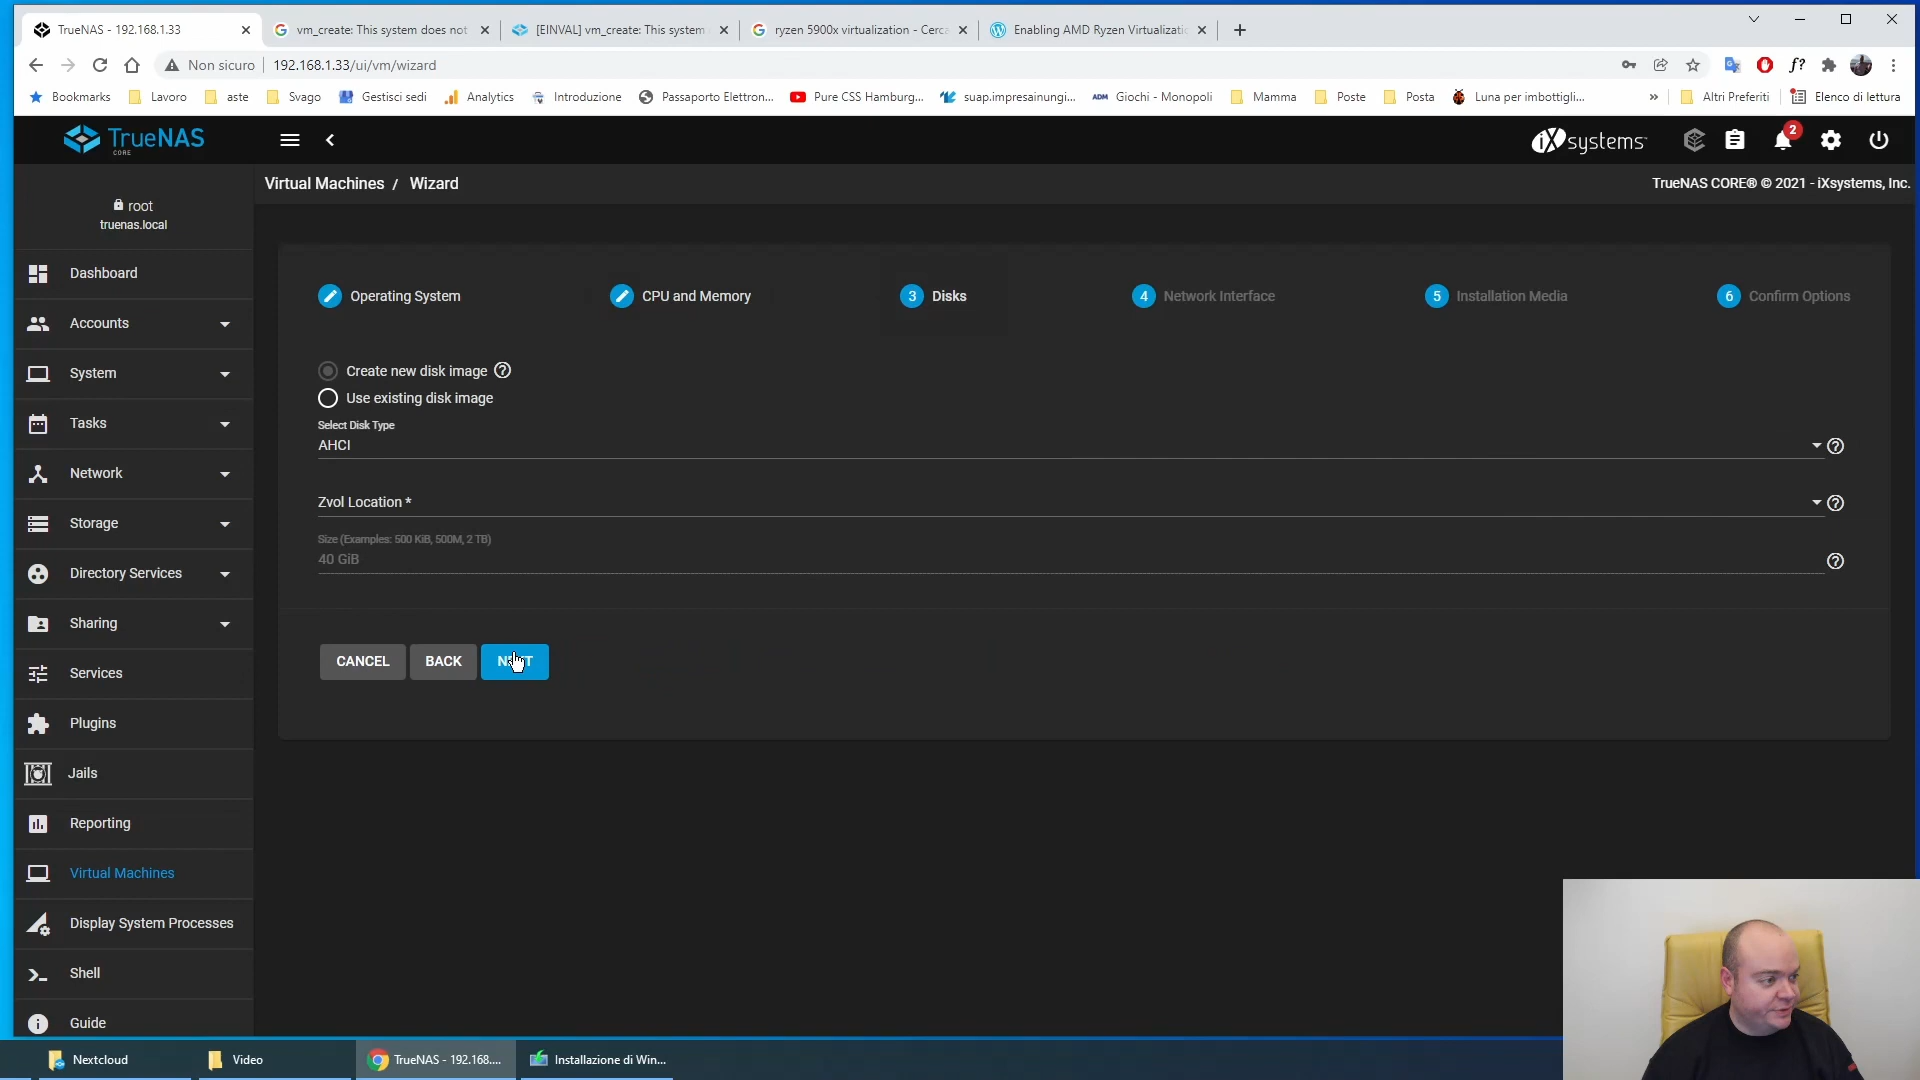 TrueNAS - 192.168.1.33
vm_create: This system does not
[EINVAL] vm_create: This system
ryzen 5900x virtualization - Cerca
Enabling AMD Ryzen Virtualizati
Non sicuro
192.168.1.33/ui/vm/wizard
f?
Bookmarks
Lavoro
aste
Svago
Gestisci sedi
Analytics
Introduzione
Passaporto Elettron...
Pure CSS Hamburg...
suap.impresainungi...
ADM
Giochi - Monopoli
Mamma
Poste
Posta
Luna per imbottigli...
»
Altri Preferiti
Elenco di lettura
TrueNAS
CORE
iXsystems
2
root
truenas.local
Virtual Machines / Wizard
TrueNAS CORE® © 2021 - iXsystems, Inc.
Dashboard
Accounts
System
Tasks
Network
Storage
Directory Services
Sharing
Services
Plugins
Jails
Reporting
Virtual Machines
Display System Processes
Shell
Guide
Operating System
CPU and Memory
3 Disks
4 Network Interface
5 Installation Media
6 Confirm Options
Create new disk image
Use existing disk image
Select Disk Type
AHCI
Zvol Location *
Size (Examples: 500 KiB, 500M, 2 TB)
40 GiB
CANCEL
BACK
NEXT
Nextcloud
Video
TrueNAS - 192.168....
Installazione di Win...